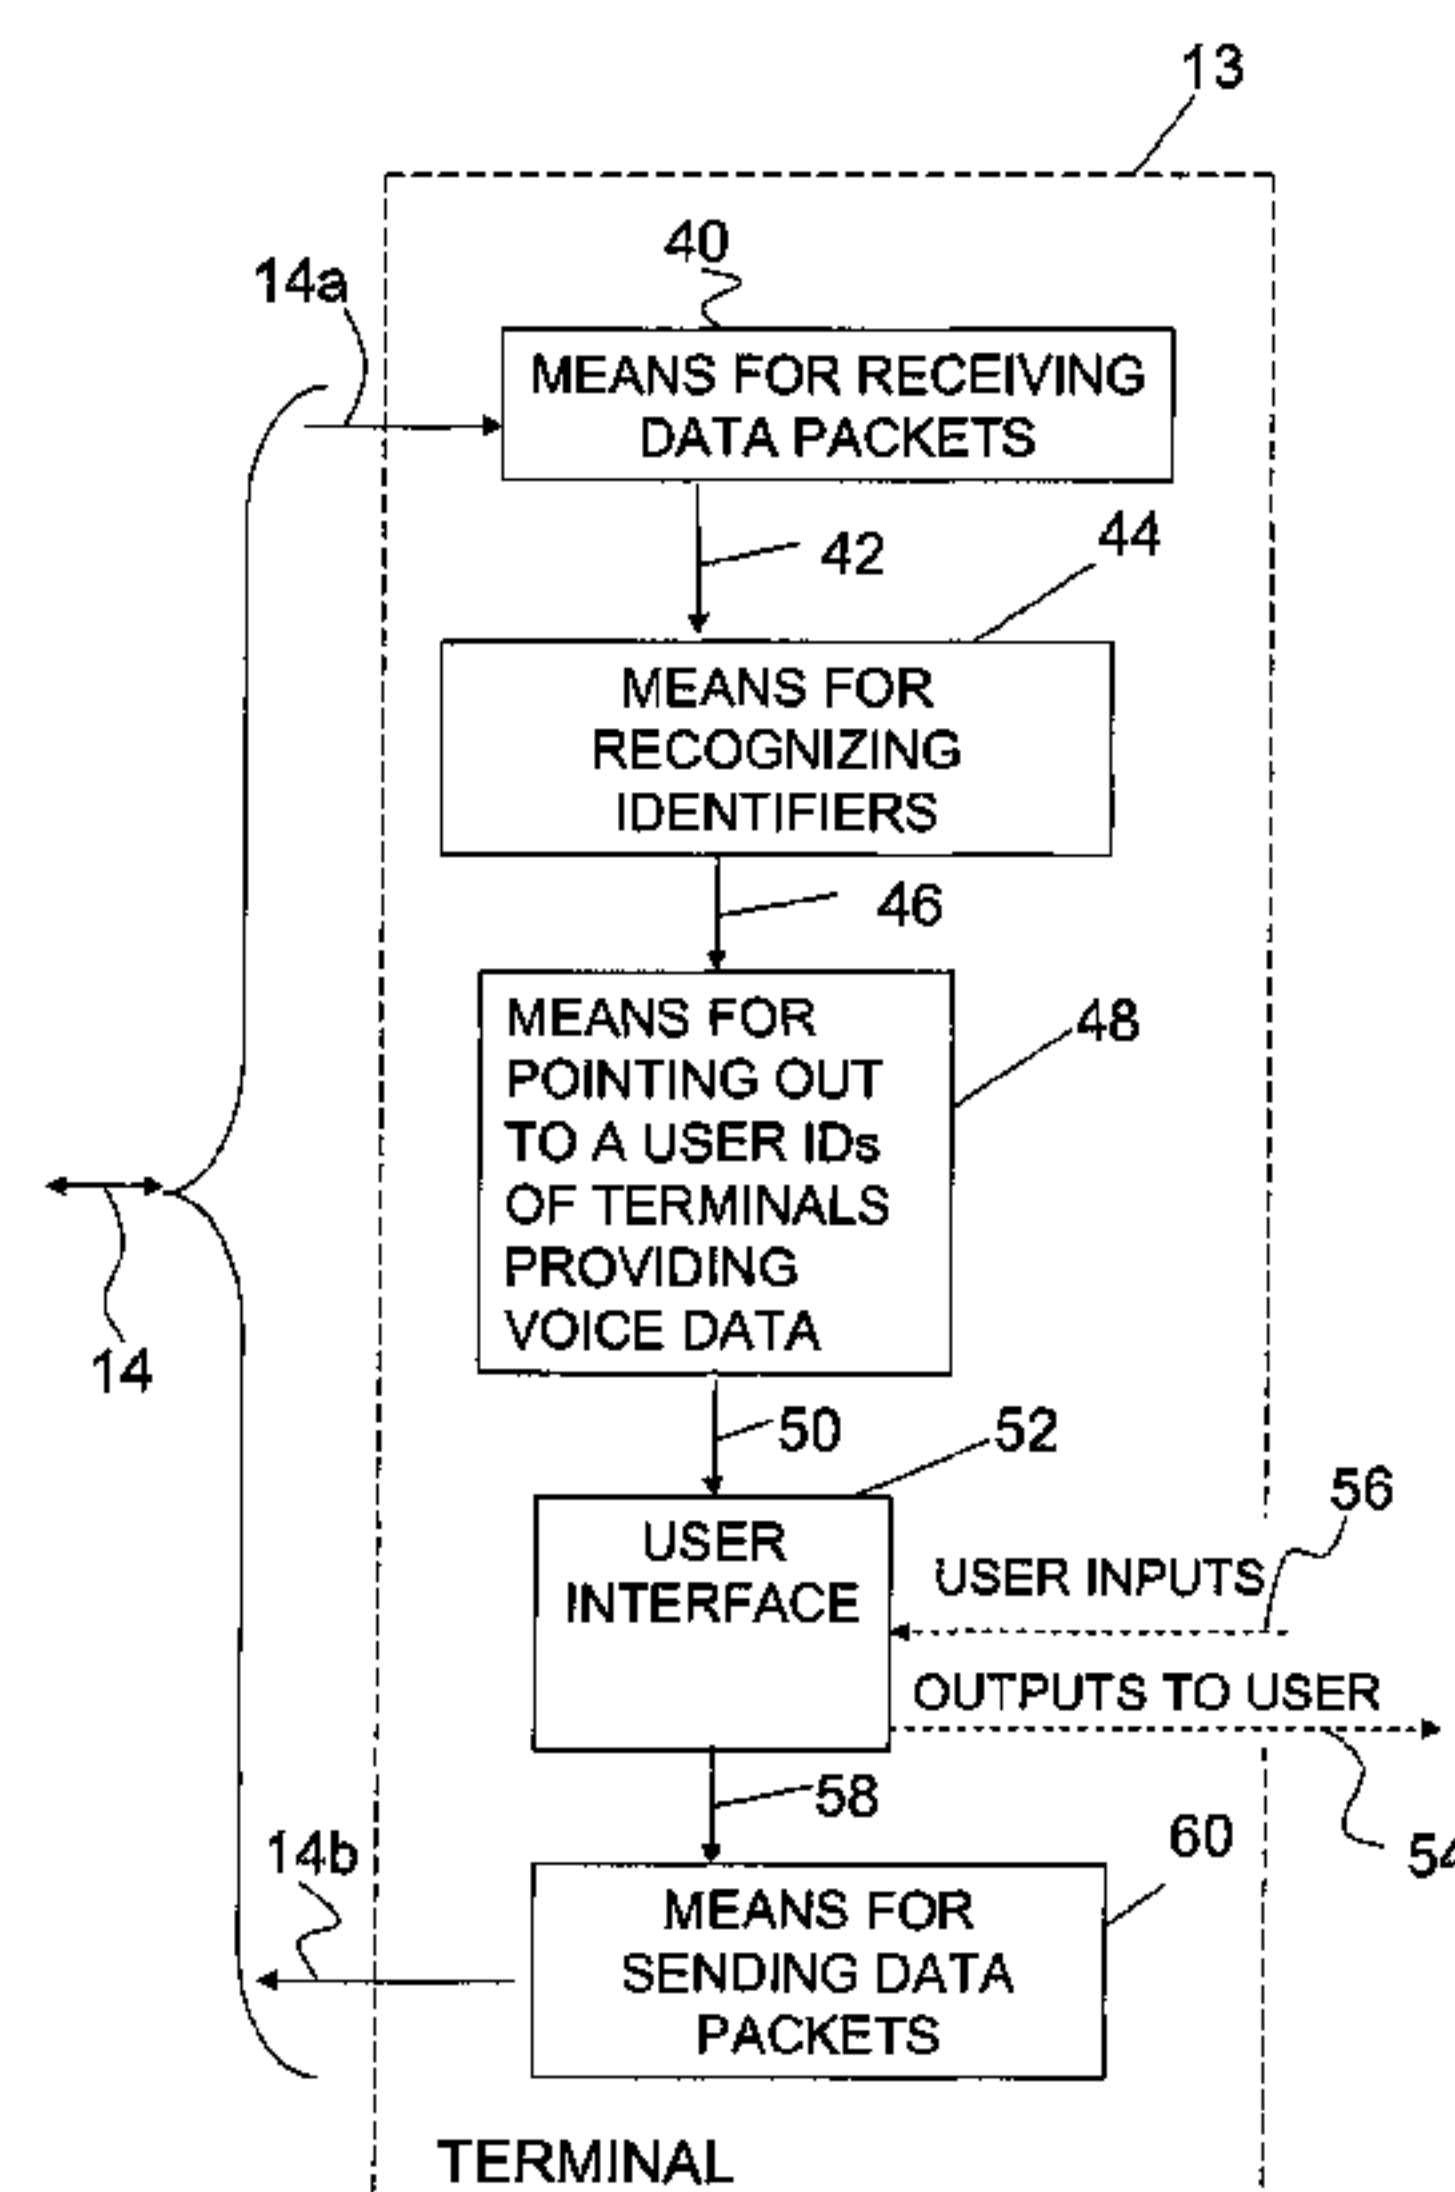 13
40
14a
MEANS FOR RECEIVING
DATA PACKETS
42
44
MEANS FOR
RECOGNIZING
IDENTIFIERS
46
MEANS FOR
POINTING OUT
TO A USER IDs
OF TERMINALS
PROVIDING
VOICE DATA
48
14
50
52
USER
INTERFACE
56
USER INPUTS
OUTPUTS TO USER
58
54
14b
60
MEANS FOR
SENDING DATA
PACKETS
TERMINAL